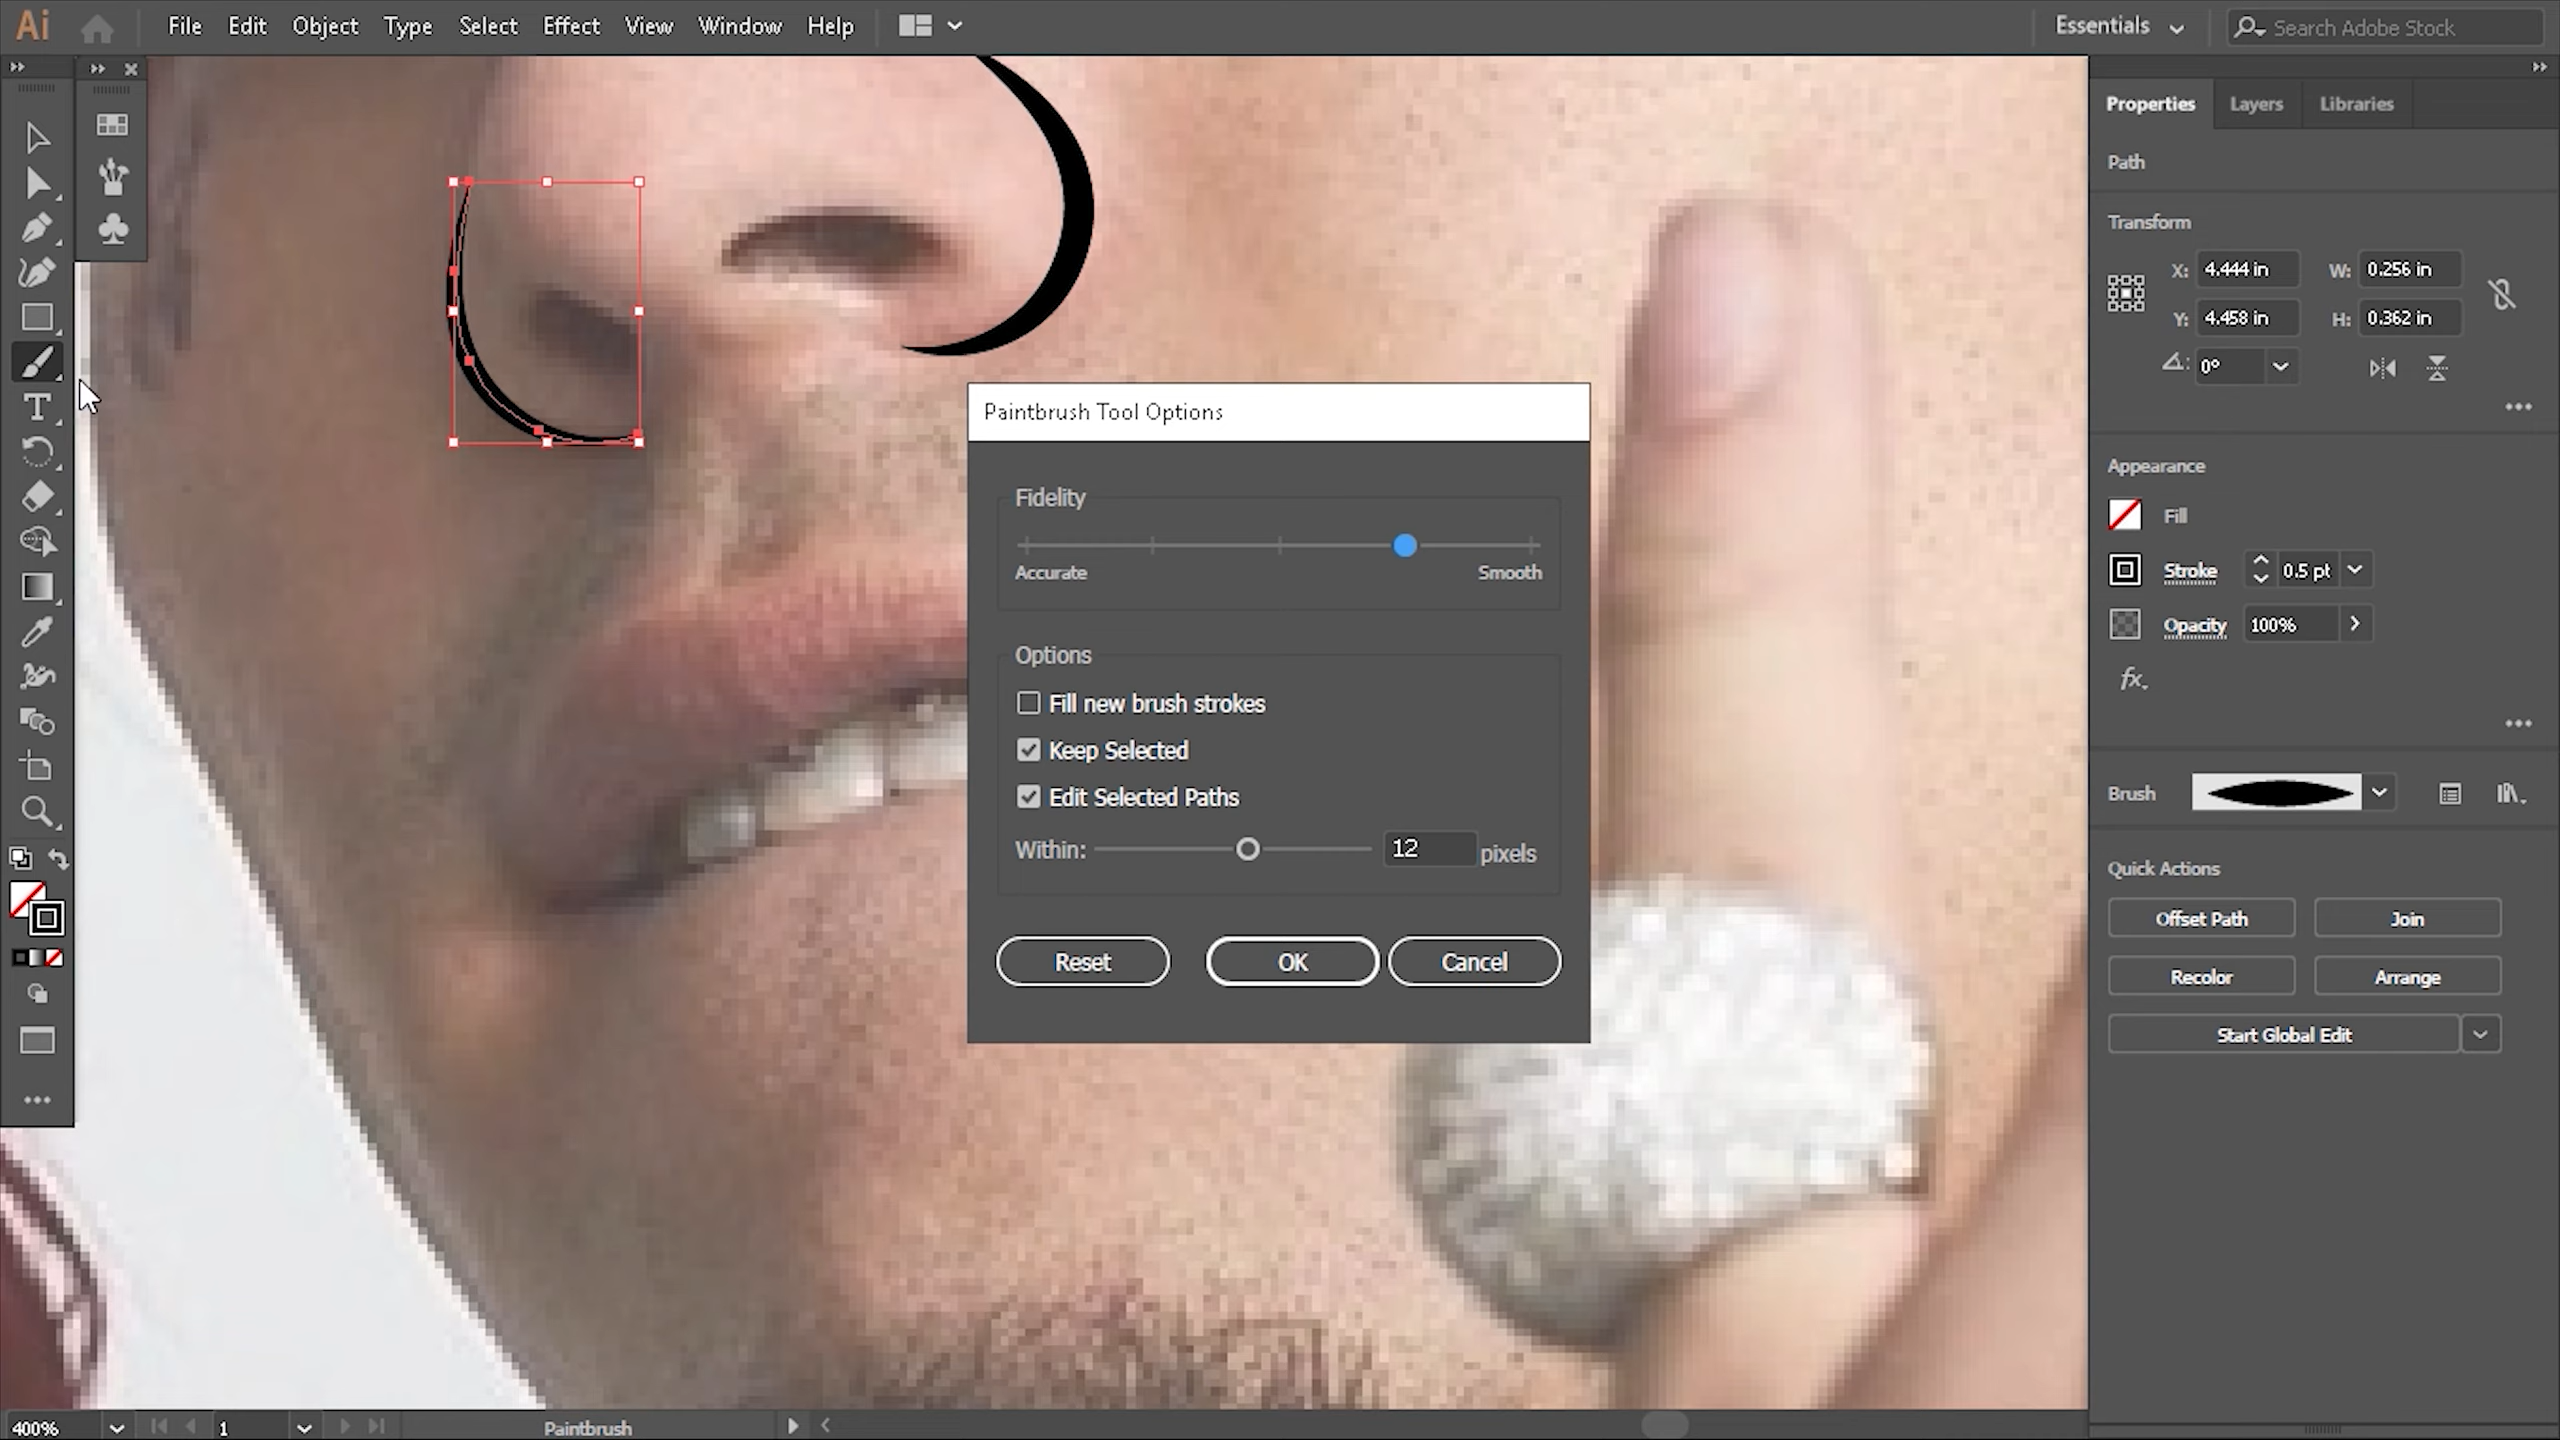 Ai File Edit Object Type Select Effect View Window Help Essentials Search Adobe Stock
Properties Layers Libraries
Path
Transform
X: 4.444 in W: 0.256 in
Y: 4.458 in H: 0.362 in
0°
Paintbrush Tool Options
Fidelity
Accurate Smooth
Options
Fill new brush strokes
Keep Selected
Edit Selected Paths
Within: 12 pixels
Reset OK Cancel
Appearance
Fill
Stroke 0.5 pt
Opacity 100%
fx.
Brush
Quick Actions
Offset Path Join
Recolor Arrange
Start Global Edit
400% 1 Paintbrush